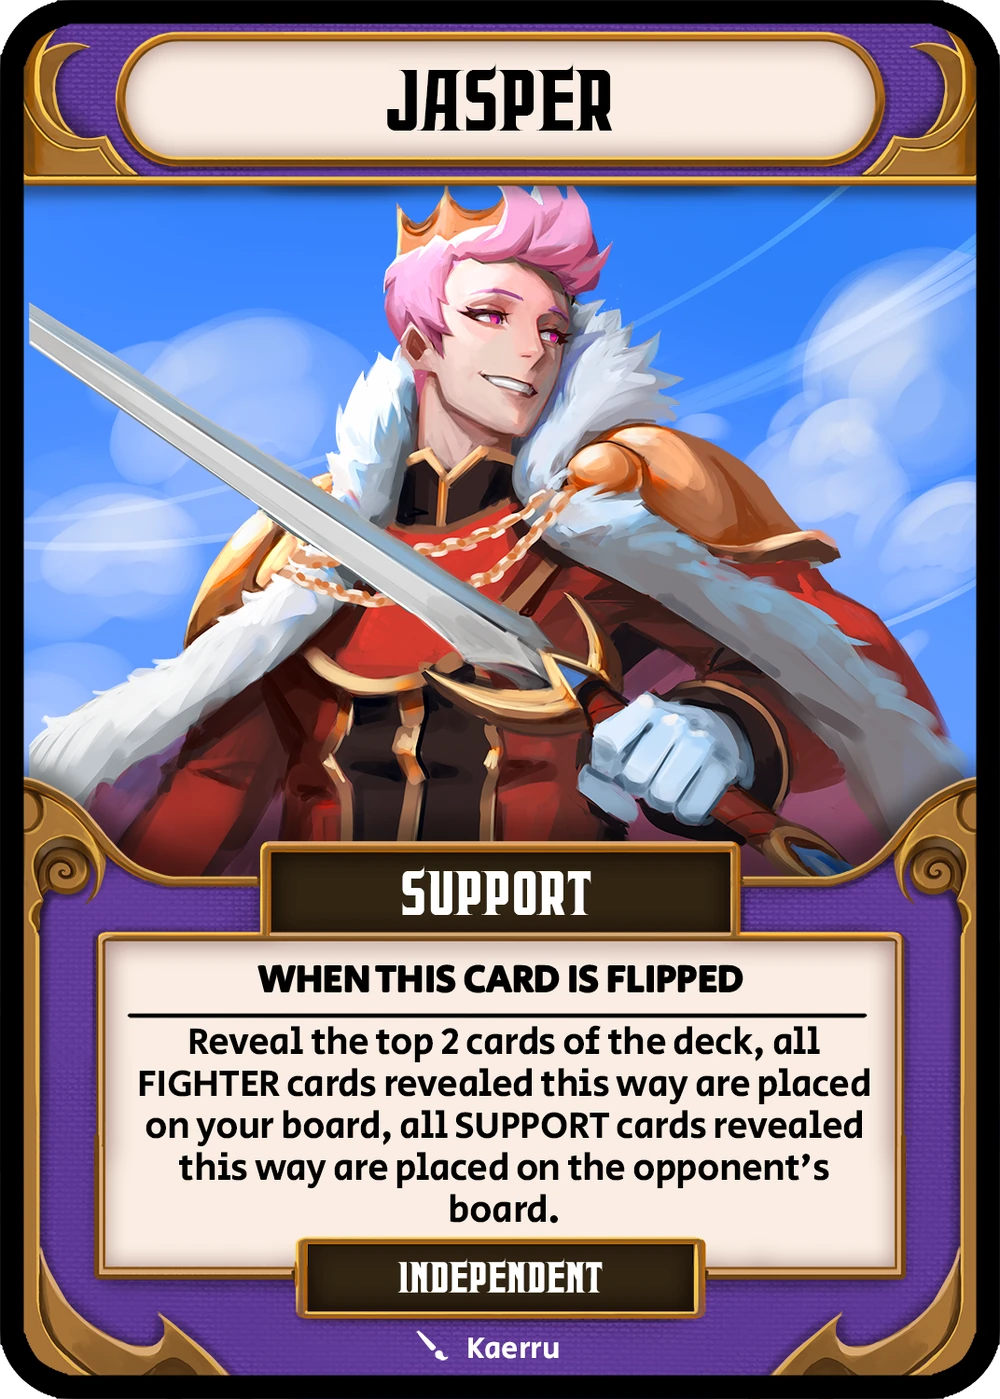 JASPER
SUPPORT
WHEN THIS CARD IS FLIPPED
Reveal the top 2 cards of the deck, all
FIGHTER cards revealed this way are placed
on your board, all SUPPORT cards revealed
this way are placed on the opponent's
board.
INDEPENDENT
Kaerru